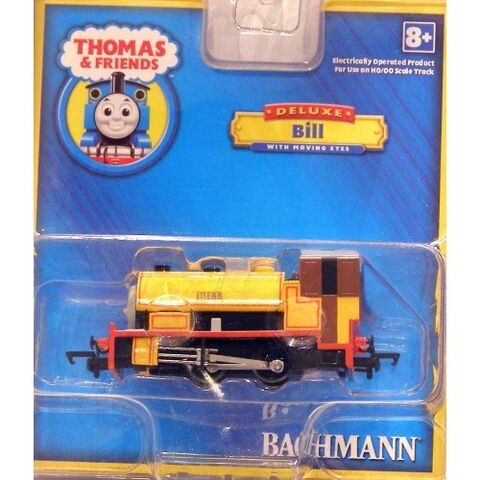 THOMAS
& FRIENDS
8+
Electrically Operated Product
For Use on HO/OO Scale Track
DELUXE
Bill
WITH MOVING EYES
BACHMANN